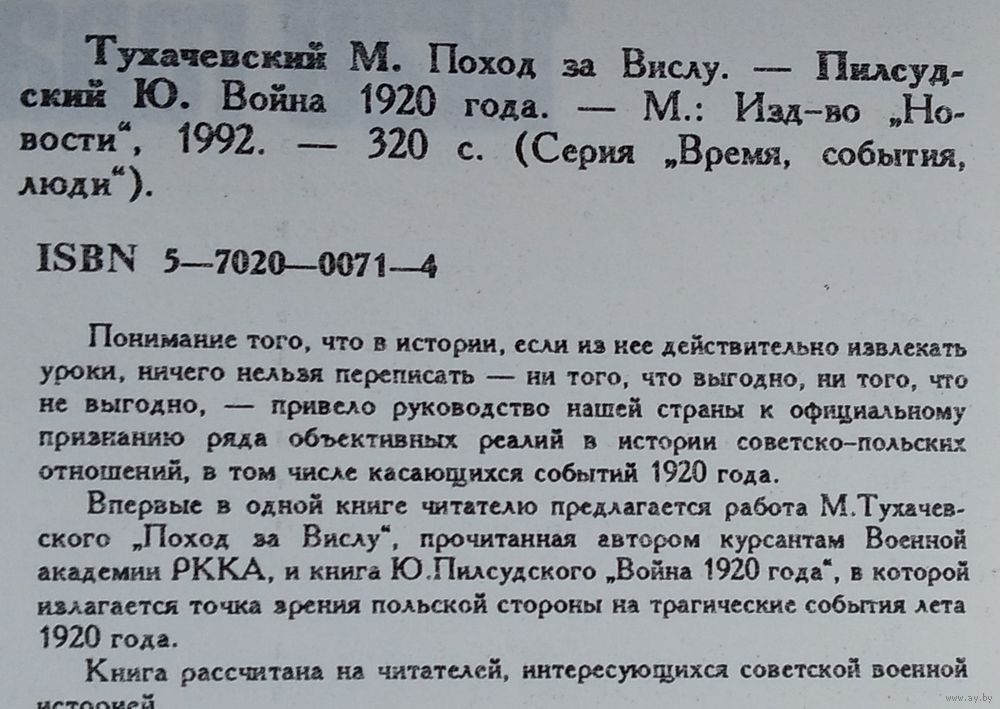 Тухачевский М. Поход за Вислу. — Пилсуд-
ский Ю. Война 1920 года. — М.: Изд-во „Но-
вости“, 1992. — 320 с. (Серия „Время, события,
люди“).
ISBN 5—7020—0071—4
Понимание того, что в истории, если из нее действительно извлекать
уроки, ничего нельзя переписать — ни того, что выгодно, ни того, что
не выгодно, — привело руководство нашей страны к официальному
признанию ряда объективных реалий в истории советско-польских
отношений, в том числе касающихся событий 1920 года.
Впервые в одной книге читателю предлагается работа М.Тухачев-
ского „Поход за Вислу“, прочитанная автором курсантам Военной
академии РККА, и книга Ю.Пилсудского „Война 1920 года“, в которой
излагается точка зрения польской стороны на трагические события лета
1920 года.
Книга рассчитана на читателей, интересующихся советской военной
историей.
www.ay.by